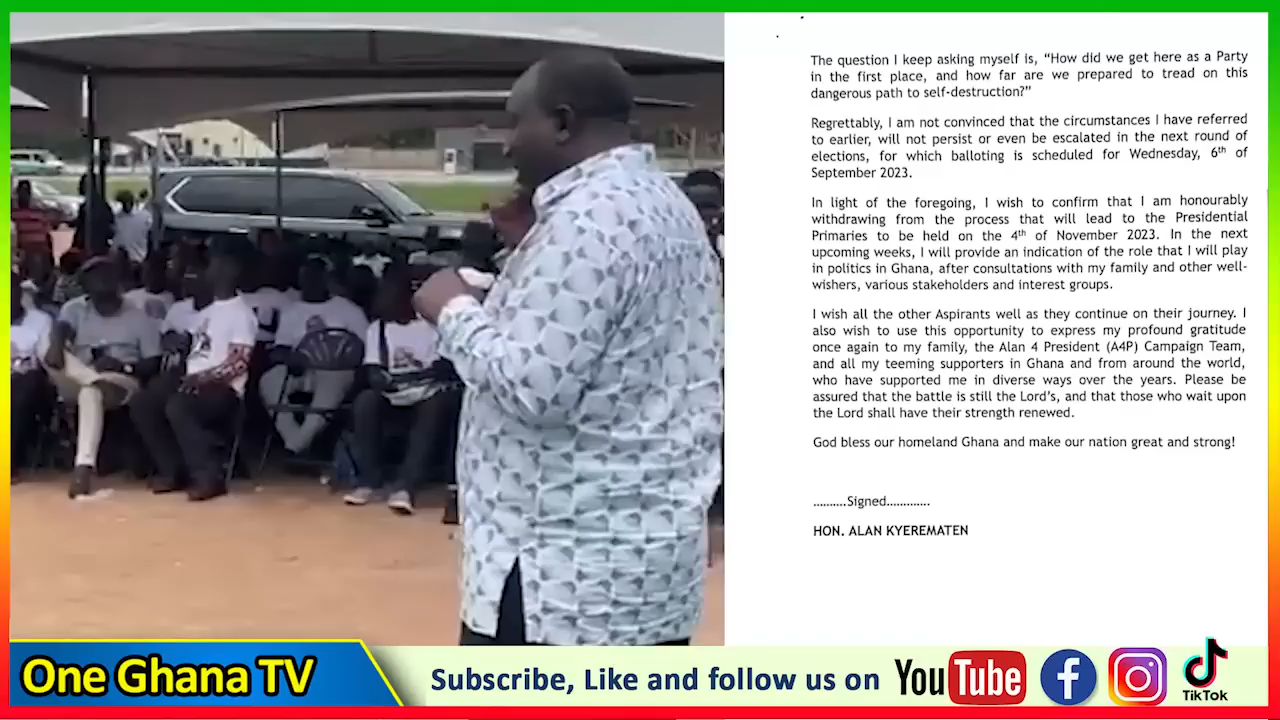 The question I keep asking myself is, “How did we get here as a Party
in the first place, and how far are we prepared to tread on this
dangerous path to self-destruction?”
Regrettably, I am not convinced that the circumstances I have referred
to earlier, will not persist or even be escalated in the next round of
elections, for which balloting is scheduled for Wednesday, 6th of
September 2023.
In light of the foregoing, I wish to confirm that I am honourably
withdrawing from the process that will lead to the Presidential
Primaries to be held on the 4th of November 2023. In the next
upcoming weeks, I will provide an indication of the role that I will play
in politics in Ghana, after consultations with my family and other well-
wishers, various stakeholders and interest groups.
I wish all the other Aspirants well as they continue on their journey. I
also wish to use this opportunity to express my profound gratitude
once again to my family, the Alan 4 President (A4P) Campaign Team,
and all my teeming supporters in Ghana and from around the world,
who have supported me in diverse ways over the years. Please be
assured that the battle is still the Lord’s, and that those who wait upon
the Lord shall have their strength renewed.
God bless our homeland Ghana and make our nation great and strong!
..........Signed.............
HON. ALAN KYEREMATEN
One Ghana TV
Subscribe, Like and follow us on YouTube
TikTok